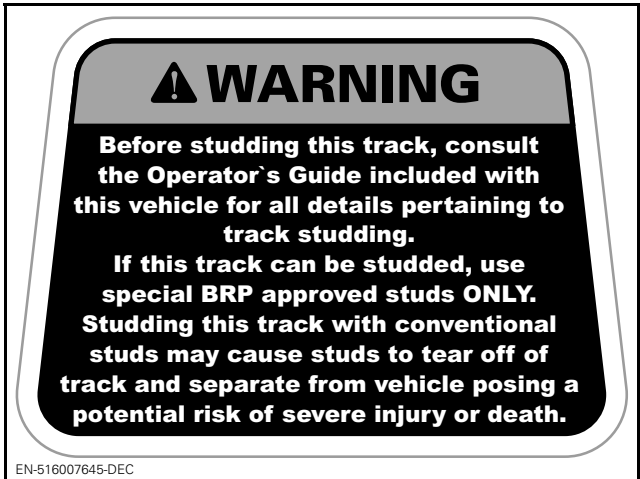 WARNING
Before studding this track, consult
the Operator`s Guide included with
this vehicle for all details pertaining to
track studding.
If this track can be studded, use
special BRP approved studs ONLY.
Studding this track with conventional
studs may cause studs to tear off of
track and separate from vehicle posing a
potential risk of severe injury or death.
EN-516007645-DEC